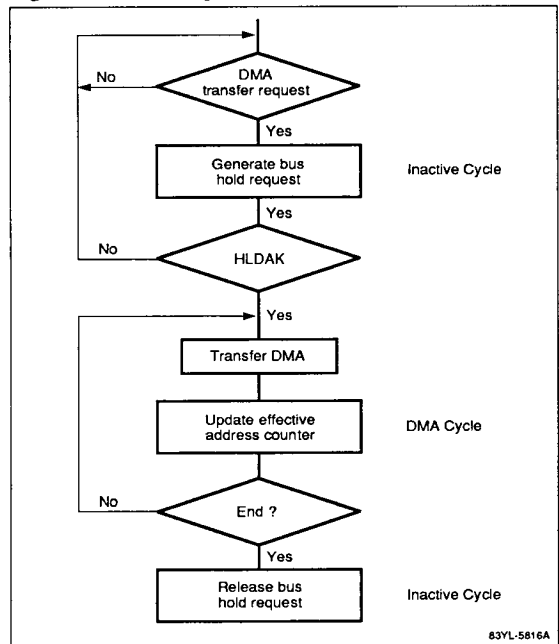 No
DMA
transfer request
Yes
Generate bus
hold request
Inactive Cycle
Yes
No
HLDAK
Yes
Transfer DMA
Update effective
address counter
DMA Cycle
No
End ?
Yes
Release bus
hold request
Inactive Cycle
83YL-5816A